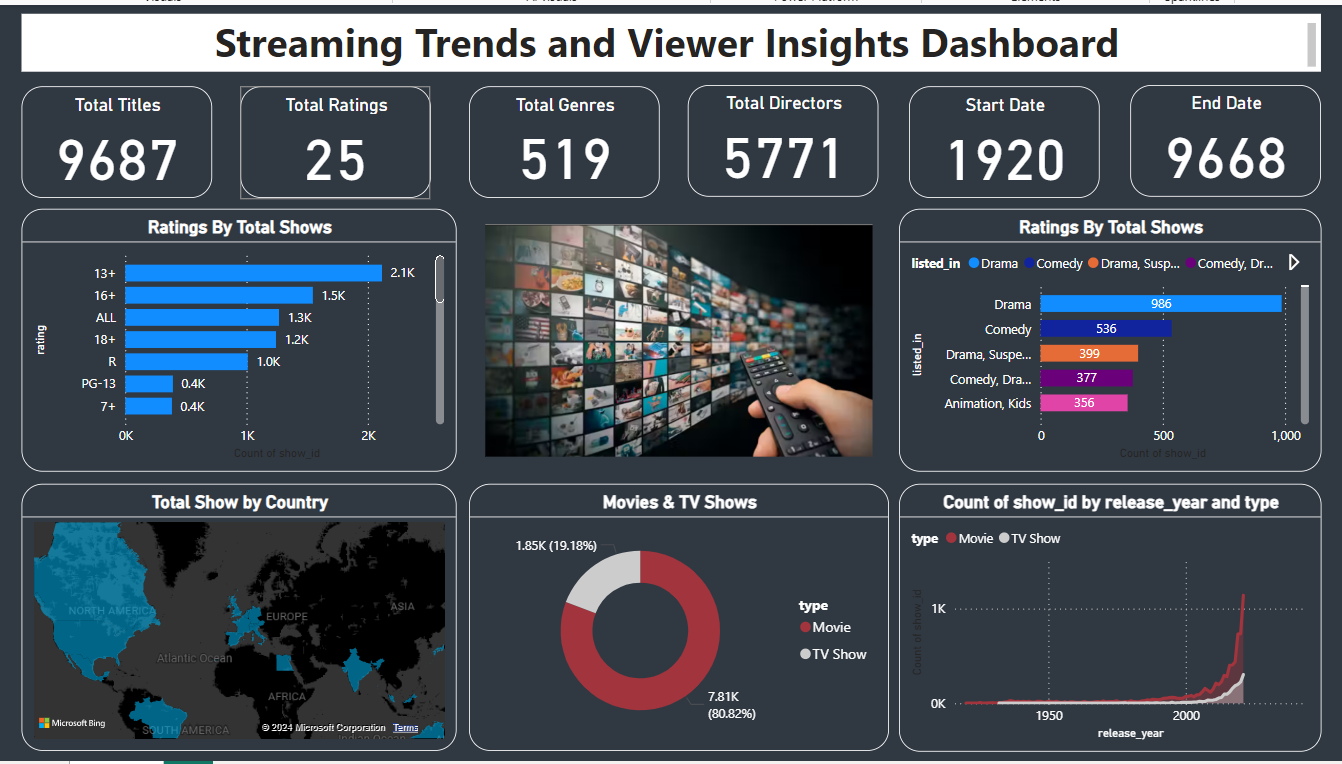 Streaming Trends and Viewer Insights Dashboard
Total Titles
9687
Total Ratings
25
Total Genres
519
Total Directors
5771
Start Date
1920
End Date
9668
Ratings By Total Shows
rating
13+
2.1K
16+
1.5K
ALL
1.3K
18+
1.2K
R
1.0K
PG-13
0.4K
7+
0.4K
0K
1K
2K
Count of show_id
Ratings By Total Shows
listed_in
Drama
Comedy
Drama, Susp...
Comedy, Dr...
listed_in
Drama
986
Comedy
536
Drama, Suspe...
399
Comedy, Dra...
377
Animation, Kids
356
0
500
1,000
Count of show_id
Total Show by Country
NORTH AMERICA
EUROPE
ASIA
Atlantic Ocean
AFRICA
SOUTH AMERICA
Indian Ocean
Microsoft Bing
© 2024 Microsoft Corporation
Terms
Movies & TV Shows
1.85K (19.18%)
7.81K
(80.82%)
type
Movie
TV Show
Count of show_id by release_year and type
type
Movie
TV Show
Count of show_id
1K
0K
1950
2000
release_year